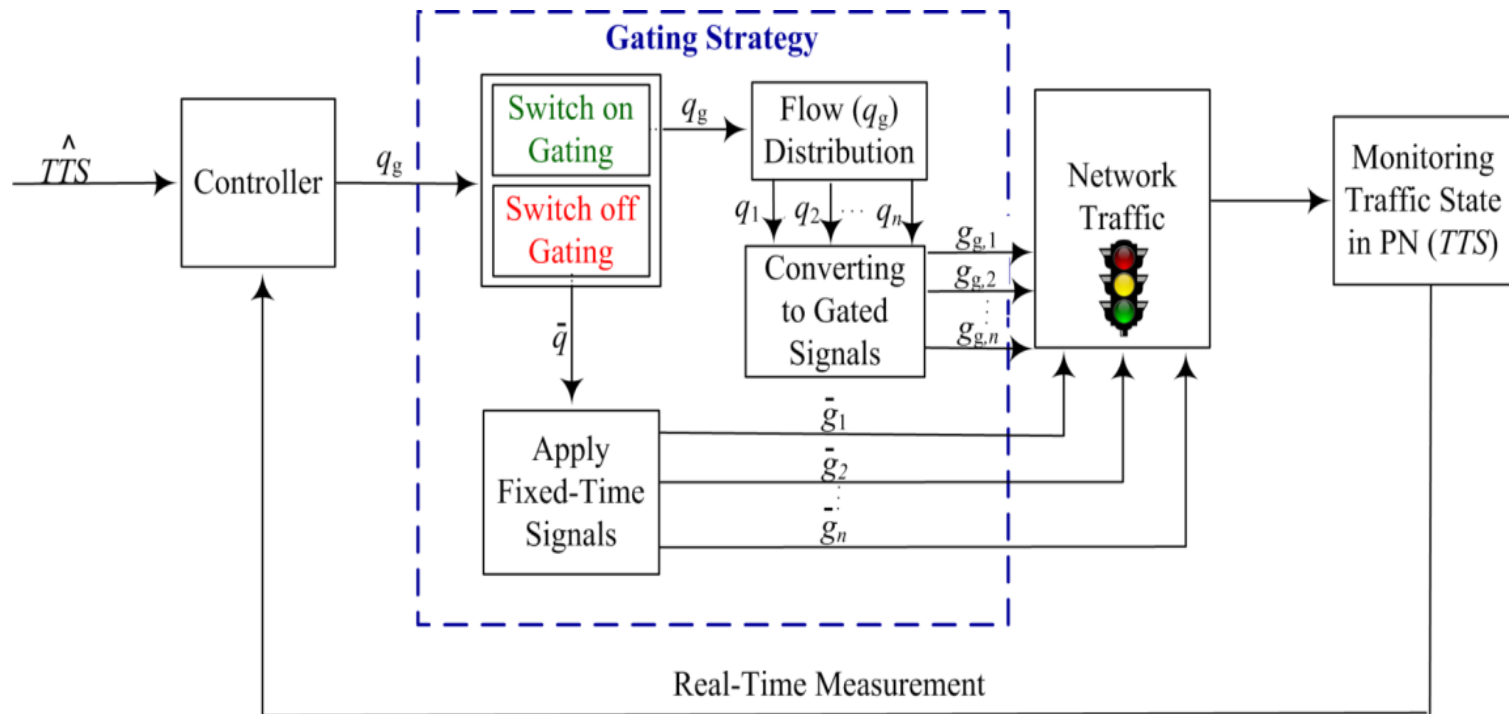 Gating Strategy
T̂TS
Controller
q_g
Switch on
Gating
Switch off
Gating
q_g
Flow (q_g)
Distribution
q_1 q_2 ... q_n
Converting
to Gated
Signals
g_g,1
g_g,2
⋮
g_g,n
Network
Traffic
Monitoring
Traffic State
in PN (TTS)
q̄
Apply
Fixed-Time
Signals
ḡ_1
ḡ_2
⋮
ḡ_n
Real-Time Measurement